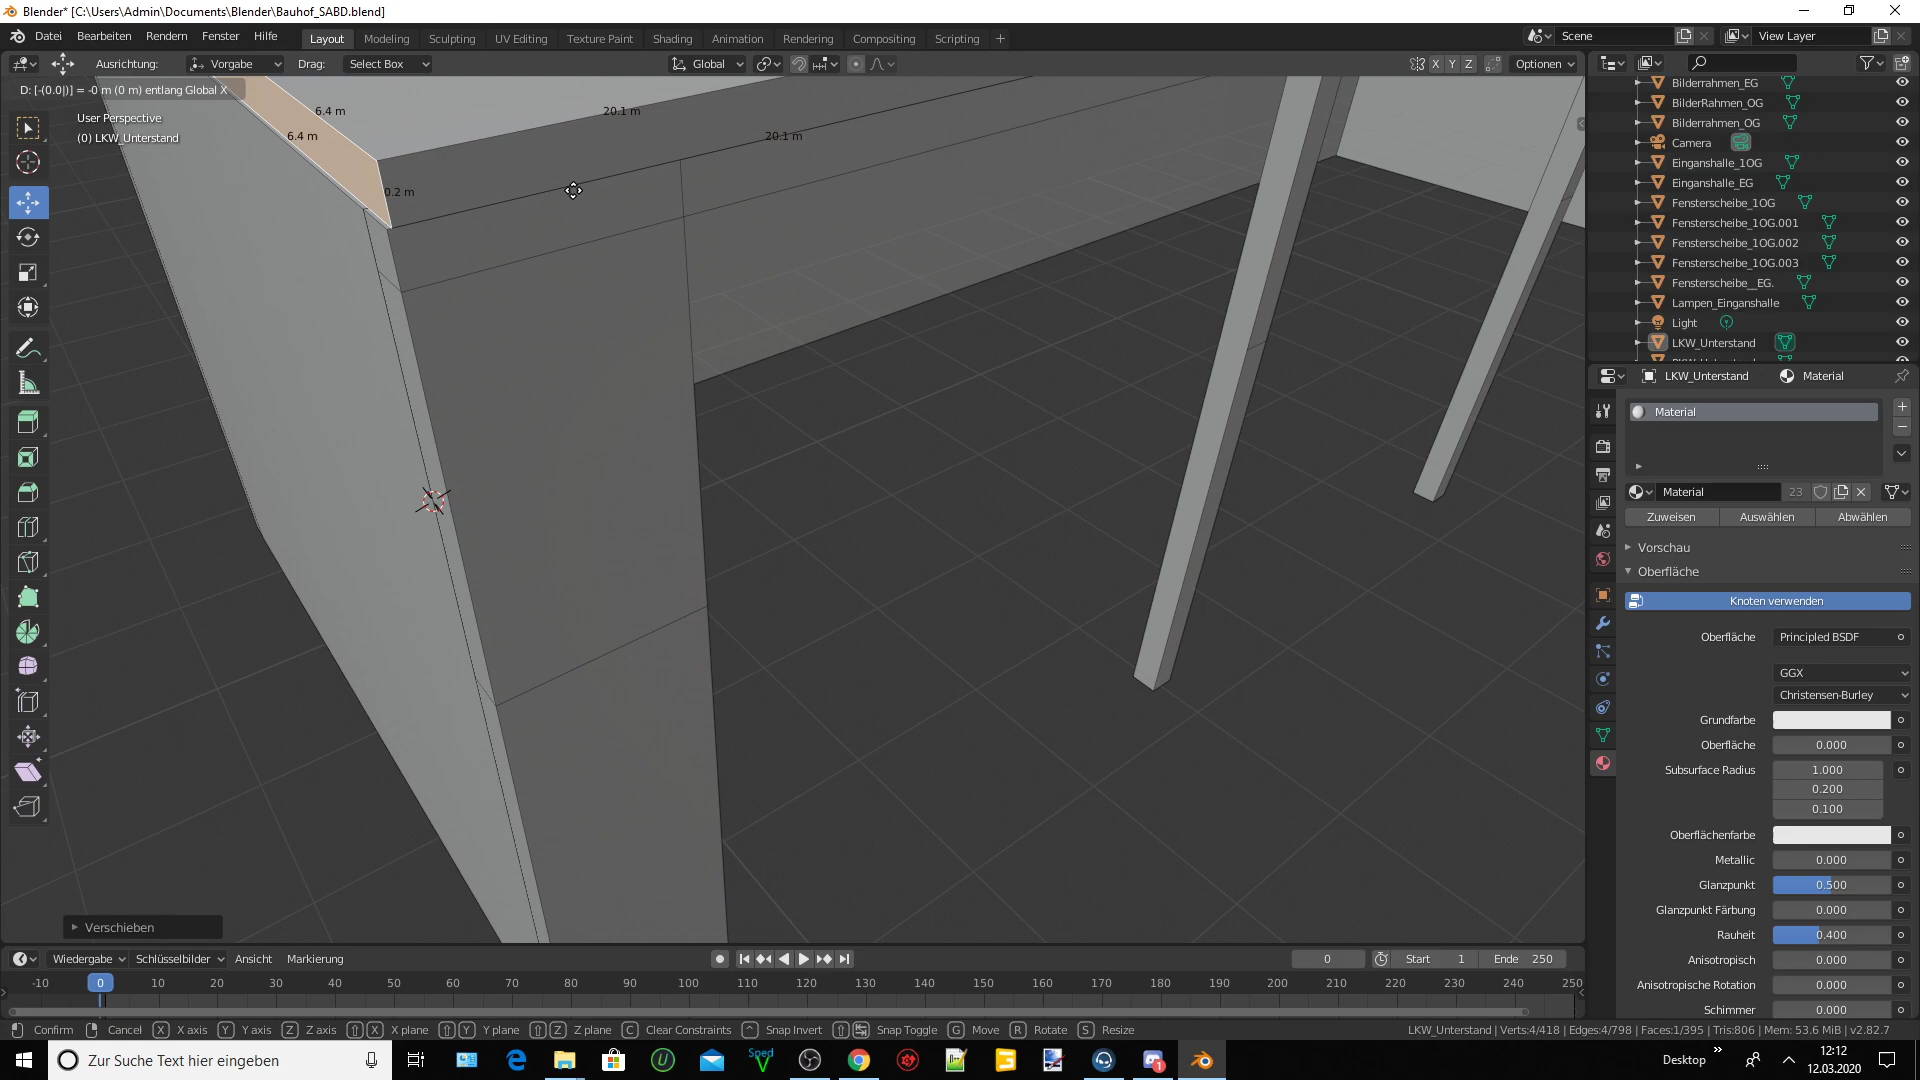 Blender* [C:\Users\Admin\Documents\Blender\Bauhof_SABD.blend]
Datei Bearbeiten Rendern Fenster Hilfe Layout Modeling Sculpting UV Editing Texture Paint Shading Animation Rendering Compositing Scripting + Scene View Layer
Ausrichtung: Vorgabe Drag: Select Box Global X Y Z Optionen
D: [-(0.0|)] = -0 m (0 m) entlang Global X
User Perspective
(0) LKW_Unterstand
6.4 m
6.4 m
0.2 m
20.1 m
20.1 m
Bilderrahmen_EG
BilderRahmen_OG
Bilderrahmen_OG
Camera
Einganshalle_1OG
Einganshalle_EG
Fensterscheibe_1OG
Fensterscheibe_1OG.001
Fensterscheibe_1OG.002
Fensterscheibe_1OG.003
Fensterscheibe__EG.
Lampen_Einganshalle
Light
LKW_Unterstand
LKW_Unterstand Material
Material
Material 23
Zuweisen Auswählen Abwählen
Vorschau
Oberfläche
Knoten verwenden
Oberfläche Principled BSDF
GGX
Christensen-Burley
Grundfarbe
Oberfläche 0.000
Subsurface Radius 1.000
0.200
0.100
Oberflächenfarbe
Metallic 0.000
Glanzpunkt 0.500
Glanzpunkt Färbung 0.000
Rauheit 0.400
Anisotropisch 0.000
Anisotropische Rotation 0.000
Schimmer 0.000
Verschieben
Wiedergabe Schlüsselbilder Ansicht Markierung 0 Start 1 Ende 250
-10 0 10 20 30 40 50 60 70 80 90 100 110 120 130 140 150 160 170 180 190 200 210 220 230 240 250
Confirm Cancel X X axis Y Y axis Z Z axis X X plane Y Y plane Z Z plane C Clear Constraints ^ Snap Invert Snap Toggle G Move R Rotate S Resize LKW_Unterstand | Verts:4/418 | Edges:4/798 | Faces:1/395 | Tris:806 | Mem: 53.6 MiB | v2.82.7
Zur Suche Text hier eingeben Sped V Desktop » 12:12
12.03.2020